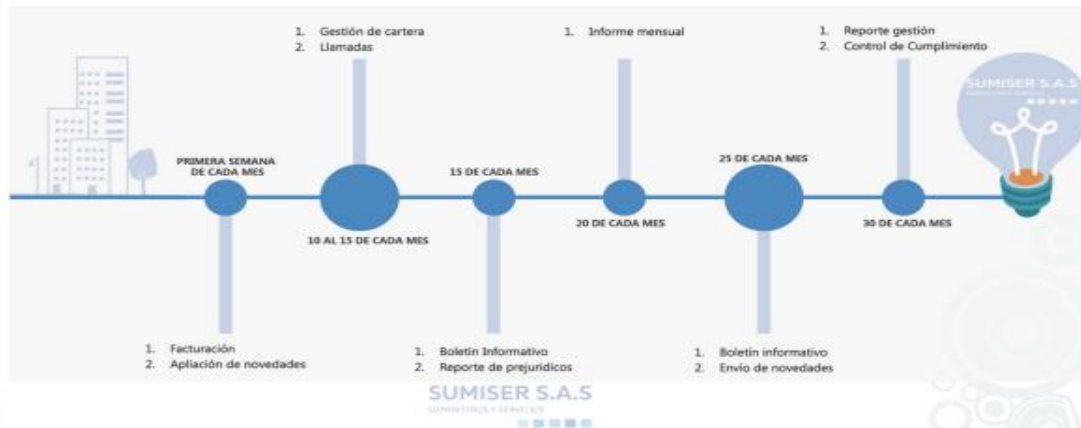 1. Gestión de cartera
2. Llamadas
1. Informe mensual
1. Reporte gestión
2. Control de Cumplimiento
SUMISER S.A.S
PRIMERA SEMANA
DE CADA MES
15 DE CADA MES
25 DE CADA MES
10 AL 15 DE CADA MES
20 DE CADA MES
30 DE CADA MES
1. Facturación
2. Apliación de novedades
1. Boletin Informativo
2. Reporte de prejuridicos
1. Boletín informativo
2. Envío de novedades
SUMISER S.A.S
SUMINISTROS Y SERVICIOS